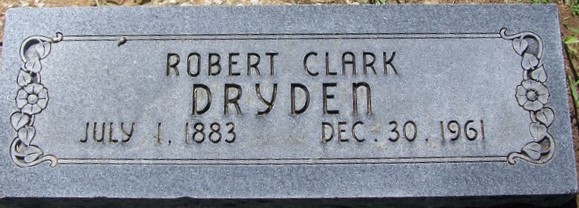 ROBERT CLARK
DRYDEN
JULY 1, 1883 DEC. 30, 1961